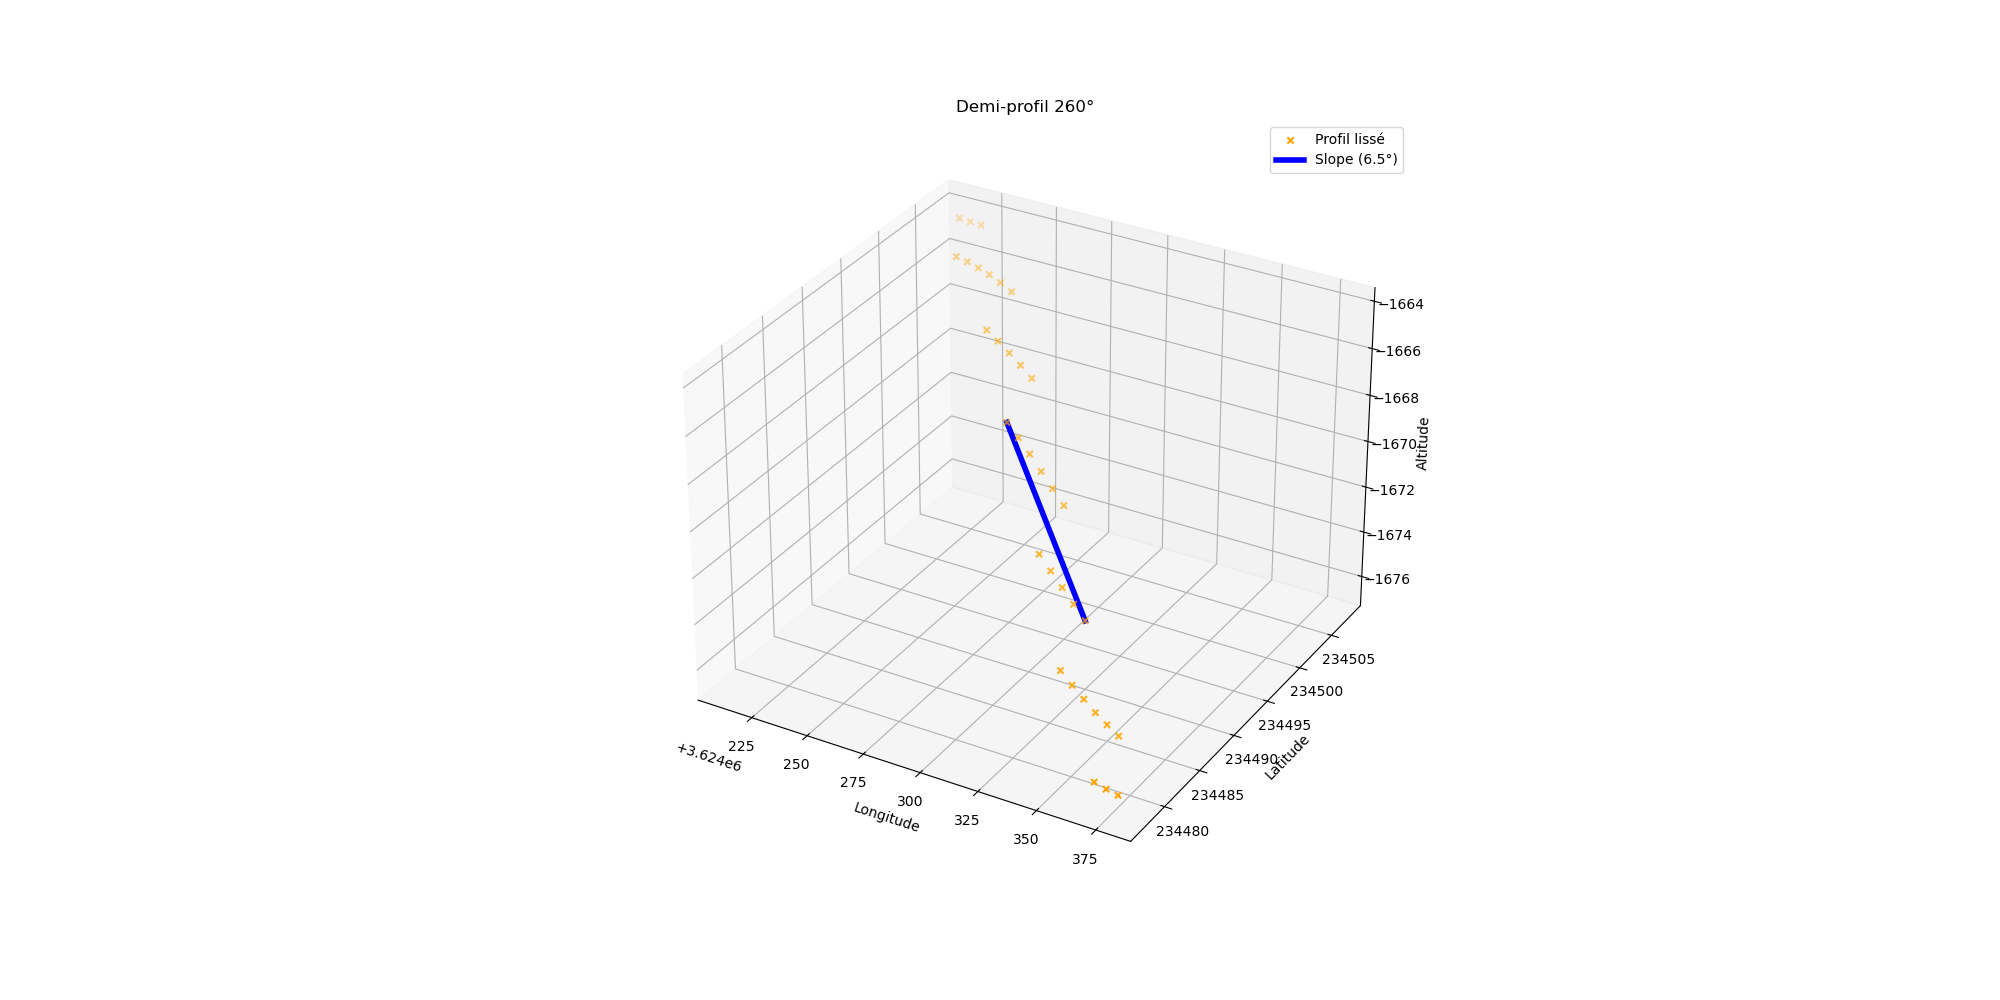 Demi-profil 260°
Profil lissé
Slope (6.5°)
−1664
−1666
−1668
−1670
−1672
−1674
−1676
Altitude
234505
234500
234495
234490
234485
234480
Latitude
225
250
275
300
325
350
375
+3.624e6
Longitude